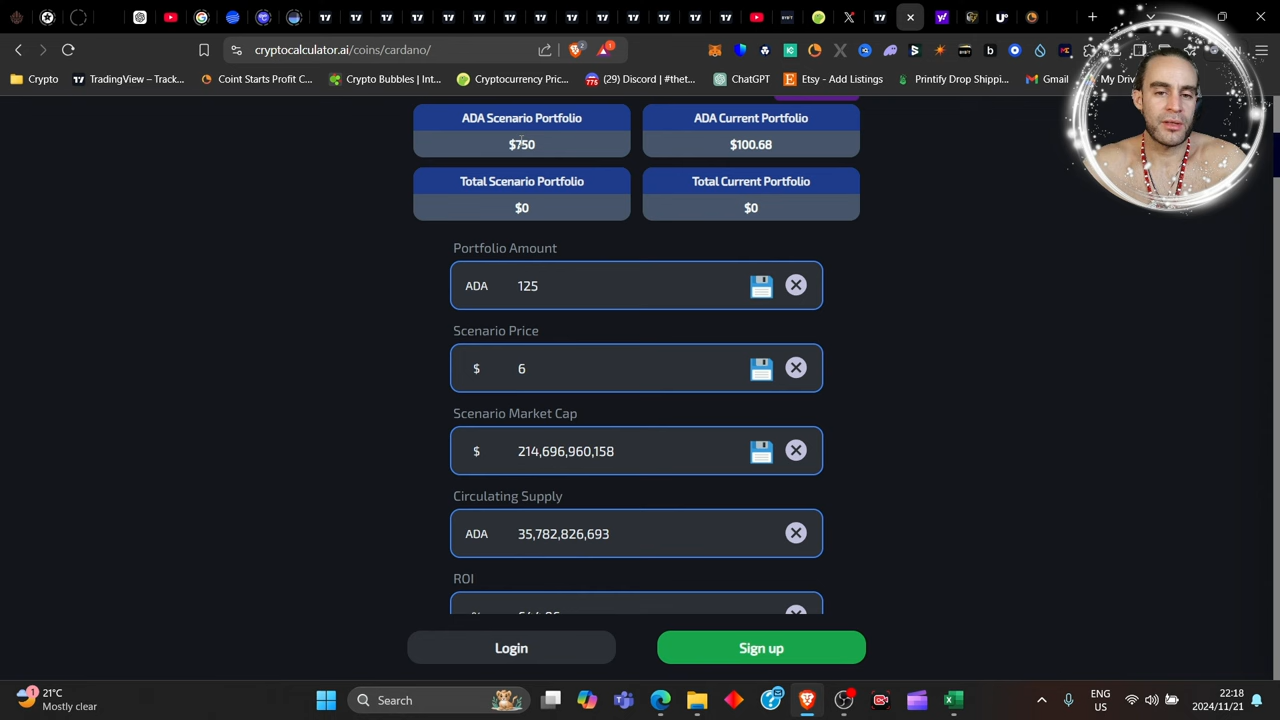 cryptocalculator.ai/coins/cardano/
Crypto
TradingView – Track...
Coint Starts Profit C...
Crypto Bubbles | Int...
Cryptocurrency Pric...
(29) Discord | #thet...
ChatGPT
Etsy - Add Listings
Printify Drop Shippi...
Gmail
My Driv
ADA Scenario Portfolio
ADA Current Portfolio
$750
$100.68
Total Scenario Portfolio
Total Current Portfolio
$0
$0
Portfolio Amount
ADA 125
Scenario Price
$ 6
Scenario Market Cap
$ 214,696,960,158
Circulating Supply
ADA 35,782,826,693
ROI
Login
Sign up
21°C
Mostly clear
Search
ENG
US
22:18
2024/11/21